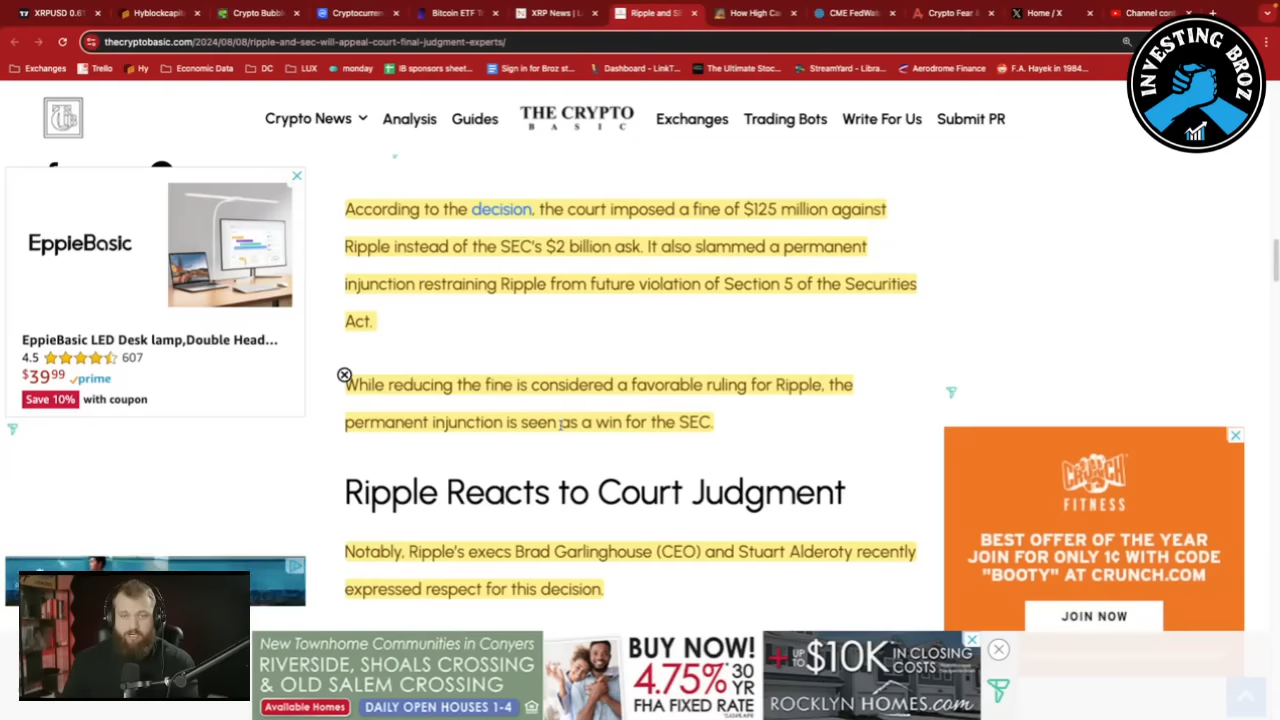 XRPUSD 0.61
Hyblockcapi
Crypto Bubb
Cryptocurren
Bitcoin ETF T
XRP News | L
Ripple and S
How High Ca
CME FedWat
Crypto Fear &
Home / X
Channel con
thecryptobasic.com/2024/08/08/ripple-and-sec-will-appeal-court-final-judgment-experts/
Exchanges
Trello
Hy
Economic Data
DC
LUX
monday
IB sponsors sheet...
Sign in for Broz st...
Dashboard - LinkT...
The Ultimate Stoc...
StreamYard - Libra...
Aerodrome Finance
F.A. Hayek in 1984...
INVESTING BROZ
Crypto News
Analysis
Guides
THE CRYPTO
BASIC
Exchanges
Trading Bots
Write For Us
Submit PR
EppieBasic
EppieBasic LED Desk lamp,Double Head...
4.5
607
$39.99 prime
Save 10% with coupon
According to the decision, the court imposed a fine of $125 million against
Ripple instead of the SEC's $2 billion ask. It also slammed a permanent
injunction restraining Ripple from future violation of Section 5 of the Securities
Act.
While reducing the fine is considered a favorable ruling for Ripple, the
permanent injunction is seen as a win for the SEC.
Ripple Reacts to Court Judgment
Notably, Ripple's execs Brad Garlinghouse (CEO) and Stuart Alderoty recently
expressed respect for this decision.
CRUNCH
FITNESS
BEST OFFER OF THE YEAR
JOIN FOR ONLY 1¢ WITH CODE
"BOOTY" AT CRUNCH.COM
JOIN NOW
New Townhome Communities in Conyers
RIVERSIDE, SHOALS CROSSING
& OLD SALEM CROSSING
Available Homes
DAILY OPEN HOUSES 1-4
BUY NOW!
4.75% 30
YR
FHA FIXED RATE
+ UP TO $10K IN CLOSING
COSTS
ROCKLYN HOMES.com